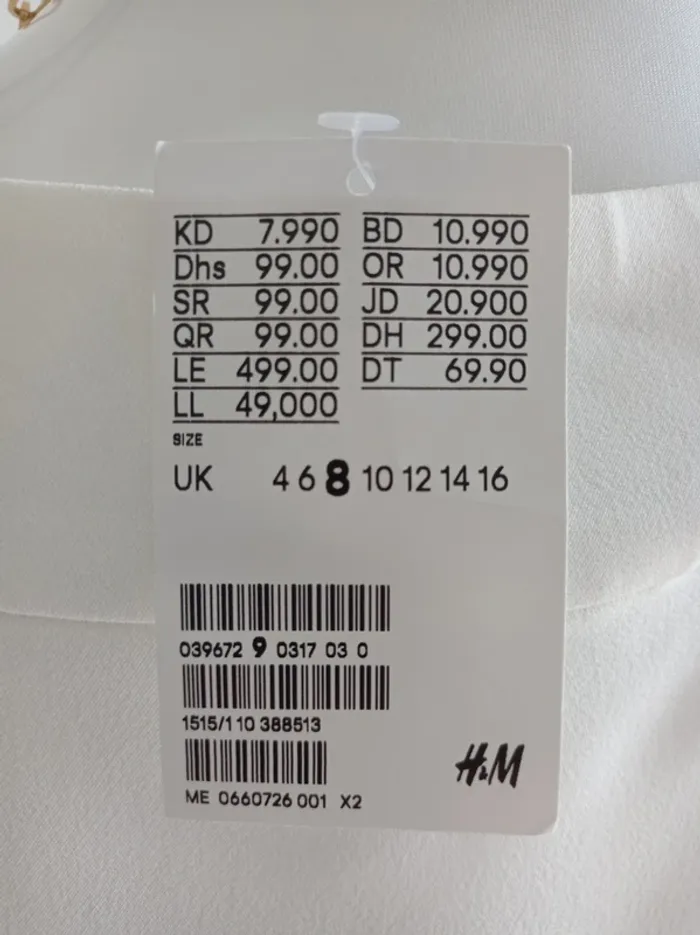 KD 7.990 BD 10.990
Dhs 99.00 OR 10.990
SR 99.00 JD 20.900
QR 99.00 DH 299.00
LE 499.00 DT 69.90
LL 49,000
SIZE
UK 4 6 8 10 12 14 16
039672 9 0317 03 0
1515/1 10 388513
H&M
ME 0660726 001 X2